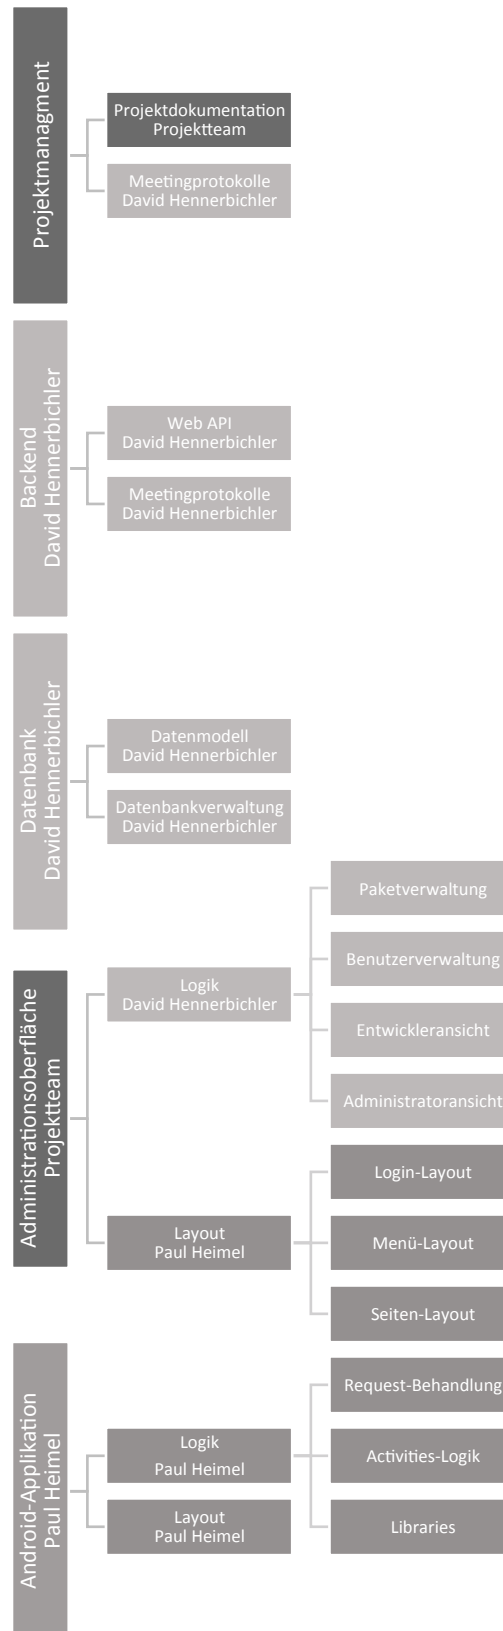 Projektmanagment
Projektdokumentation
Projektteam
Meetingprotokolle
David Hennerbichler
Backend
David Hennerbichler
Web API
David Hennerbichler
Meetingprotokolle
David Hennerbichler
Datenbank
David Hennerbichler
Datenmodell
David Hennerbichler
Datenbankverwaltung
David Hennerbichler
Administrationsoberfläche
Projektteam
Logik
David Hennerbichler
Paketverwaltung
Benutzerverwaltung
Entwickleransicht
Administratoransicht
Layout
Paul Heimel
Login-Layout
Menü-Layout
Seiten-Layout
Android-Applikation
Paul Heimel
Logik
Paul Heimel
Request-Behandlung
Activities-Logik
Libraries
Layout
Paul Heimel